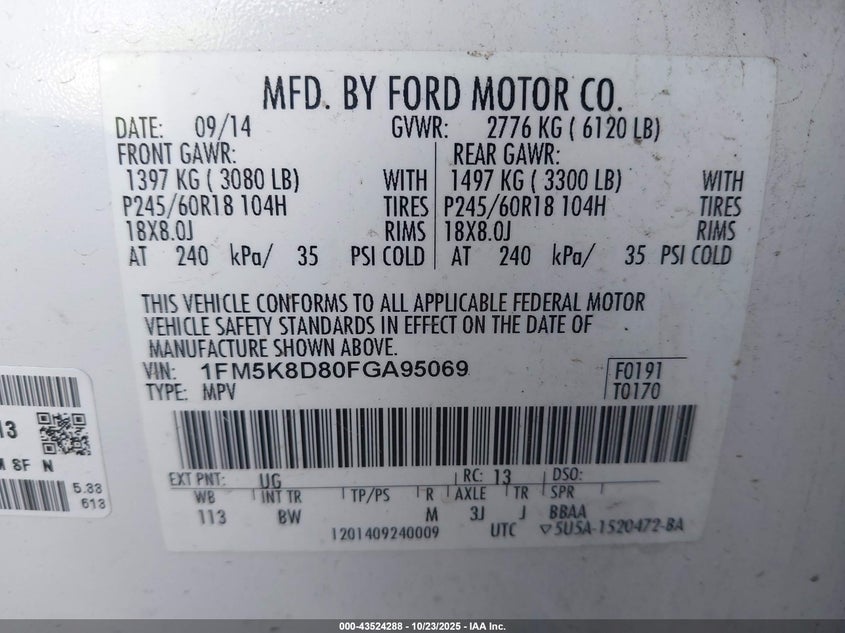 MFD. BY FORD MOTOR CO.
DATE: 09/14 GVWR: 2776 KG ( 6120 LB)
FRONT GAWR: REAR GAWR:
1397 KG ( 3080 LB) WITH 1497 KG ( 3300 LB) WITH
P245/60R18 104H TIRES P245/60R18 104H TIRES
18X8.0J RIMS 18X8.0J RIMS
AT 240 kPa/ 35 PSI COLD AT 240 kPa/ 35 PSI COLD
THIS VEHICLE CONFORMS TO ALL APPLICABLE FEDERAL MOTOR
VEHICLE SAFETY STANDARDS IN EFFECT ON THE DATE OF
MANUFACTURE SHOWN ABOVE.
VIN: 1FM5K8D80FGA95069 F0191
TYPE: MPV T0170
EXT PNT: UG RC: 13 DSO:
WB INT TR TP/PS R AXLE TR SPR
113 BW M 3J J BBAA
1201409240009 UTC ▽5U5A-1520472-BA
13
SF N
5.33
613
000-43524288 - 10/23/2025 - IAA Inc.